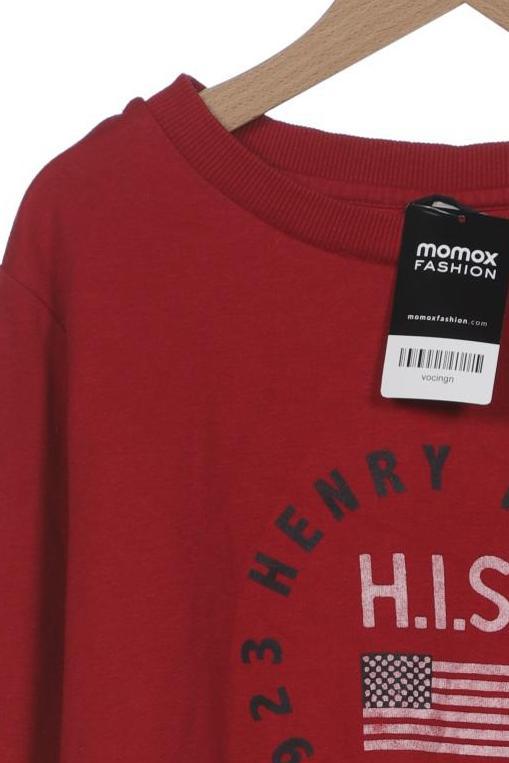 momox
FASHION
momoxfashion.com
vocingn
HENRY
H.I.S
923